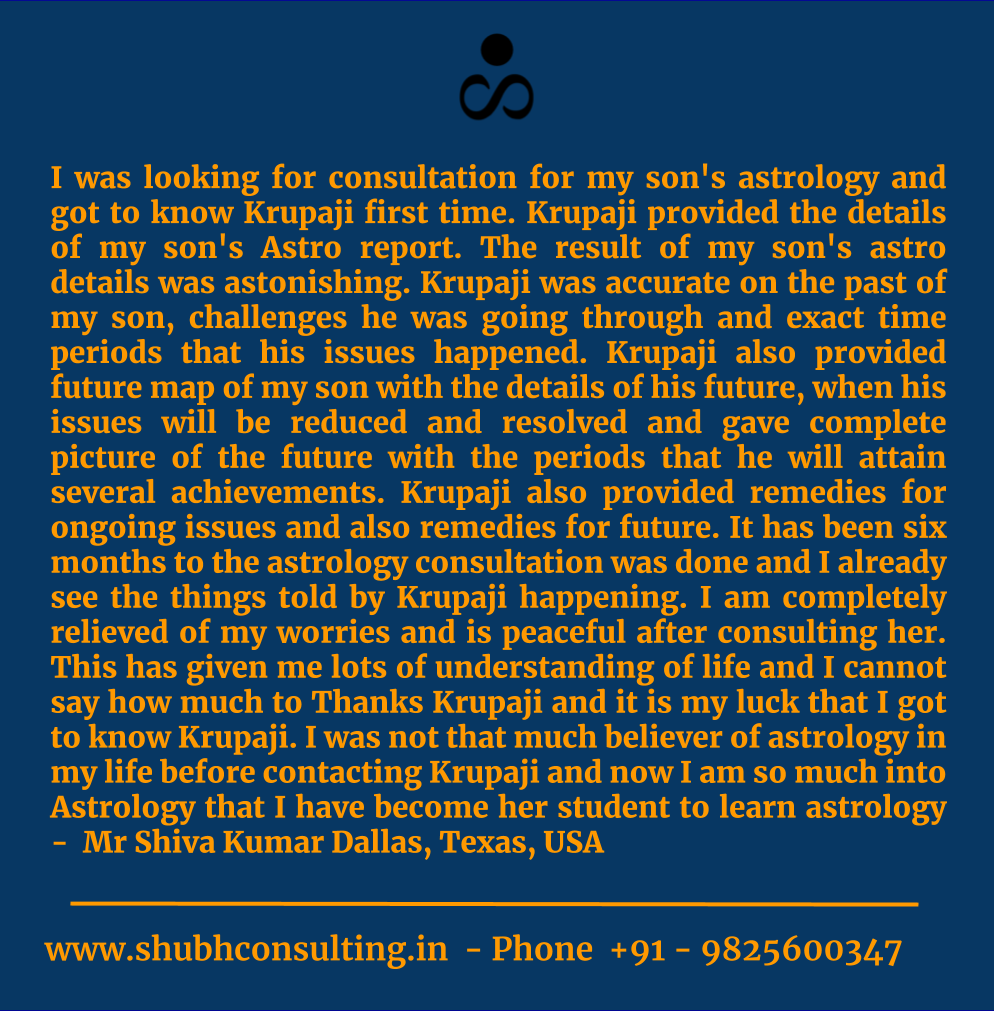 I was looking for consultation for my son's astrology and
got to know Krupaji first time. Krupaji provided the details
of my son's Astro report. The result of my son's astro
details was astonishing. Krupaji was accurate on the past of
my son, challenges he was going through and exact time
periods that his issues happened. Krupaji also provided
future map of my son with the details of his future, when his
issues will be reduced and resolved and gave complete
picture of the future with the periods that he will attain
several achievements. Krupaji also provided remedies for
ongoing issues and also remedies for future. It has been six
months to the astrology consultation was done and I already
see the things told by Krupaji happening. I am completely
relieved of my worries and is peaceful after consulting her.
This has given me lots of understanding of life and I cannot
say how much to Thanks Krupaji and it is my luck that I got
to know Krupaji. I was not that much believer of astrology in
my life before contacting Krupaji and now I am so much into
Astrology that I have become her student to learn astrology
- Mr Shiva Kumar Dallas, Texas, USA
www.shubhconsulting.in - Phone +91 - 9825600347